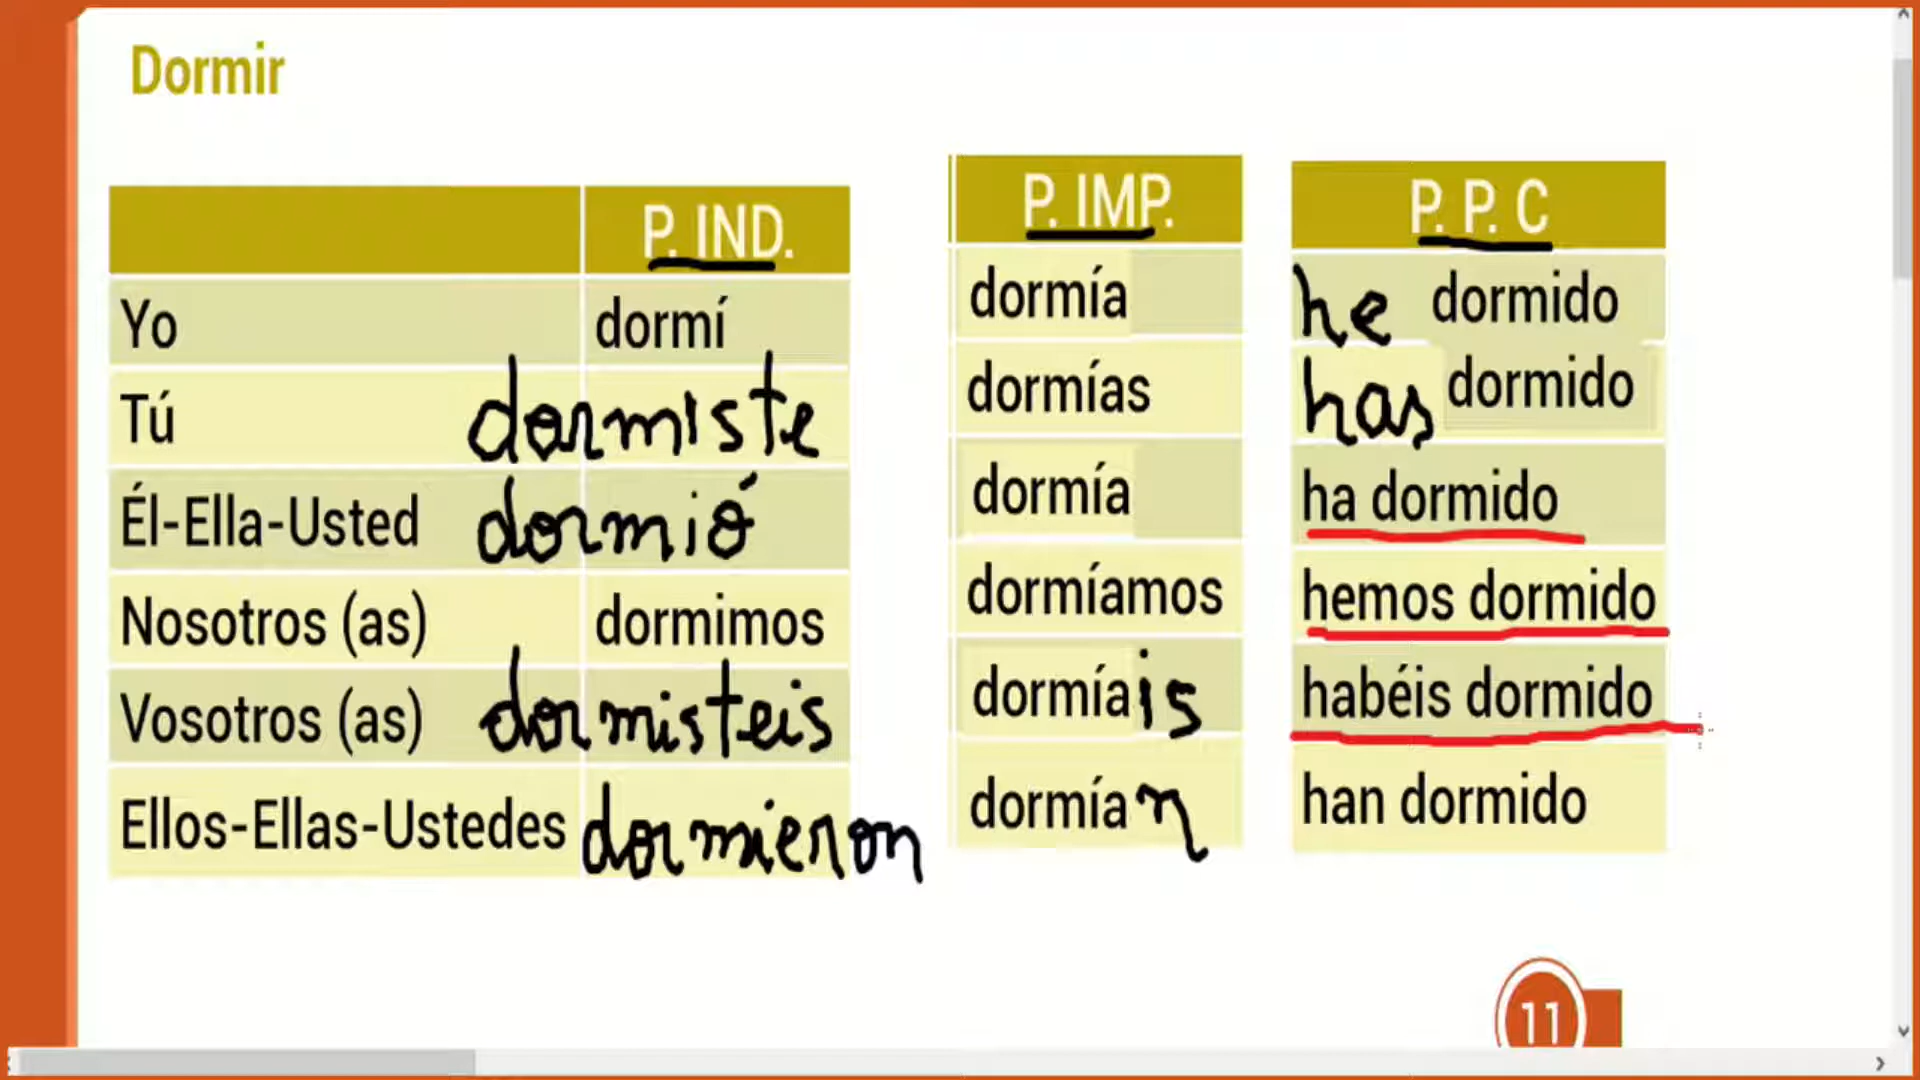 Dormir
P. IND. P. IMP. P. P. C
Yo dormí dormía he dormido
Tú dormiste dormías has dormido
Él-Ella-Usted dormió dormía ha dormido
Nosotros (as) dormimos dormíamos hemos dormido
Vosotros (as) dormisteis dormíais habéis dormido
Ellos-Ellas-Ustedes dormieron dormían han dormido
11